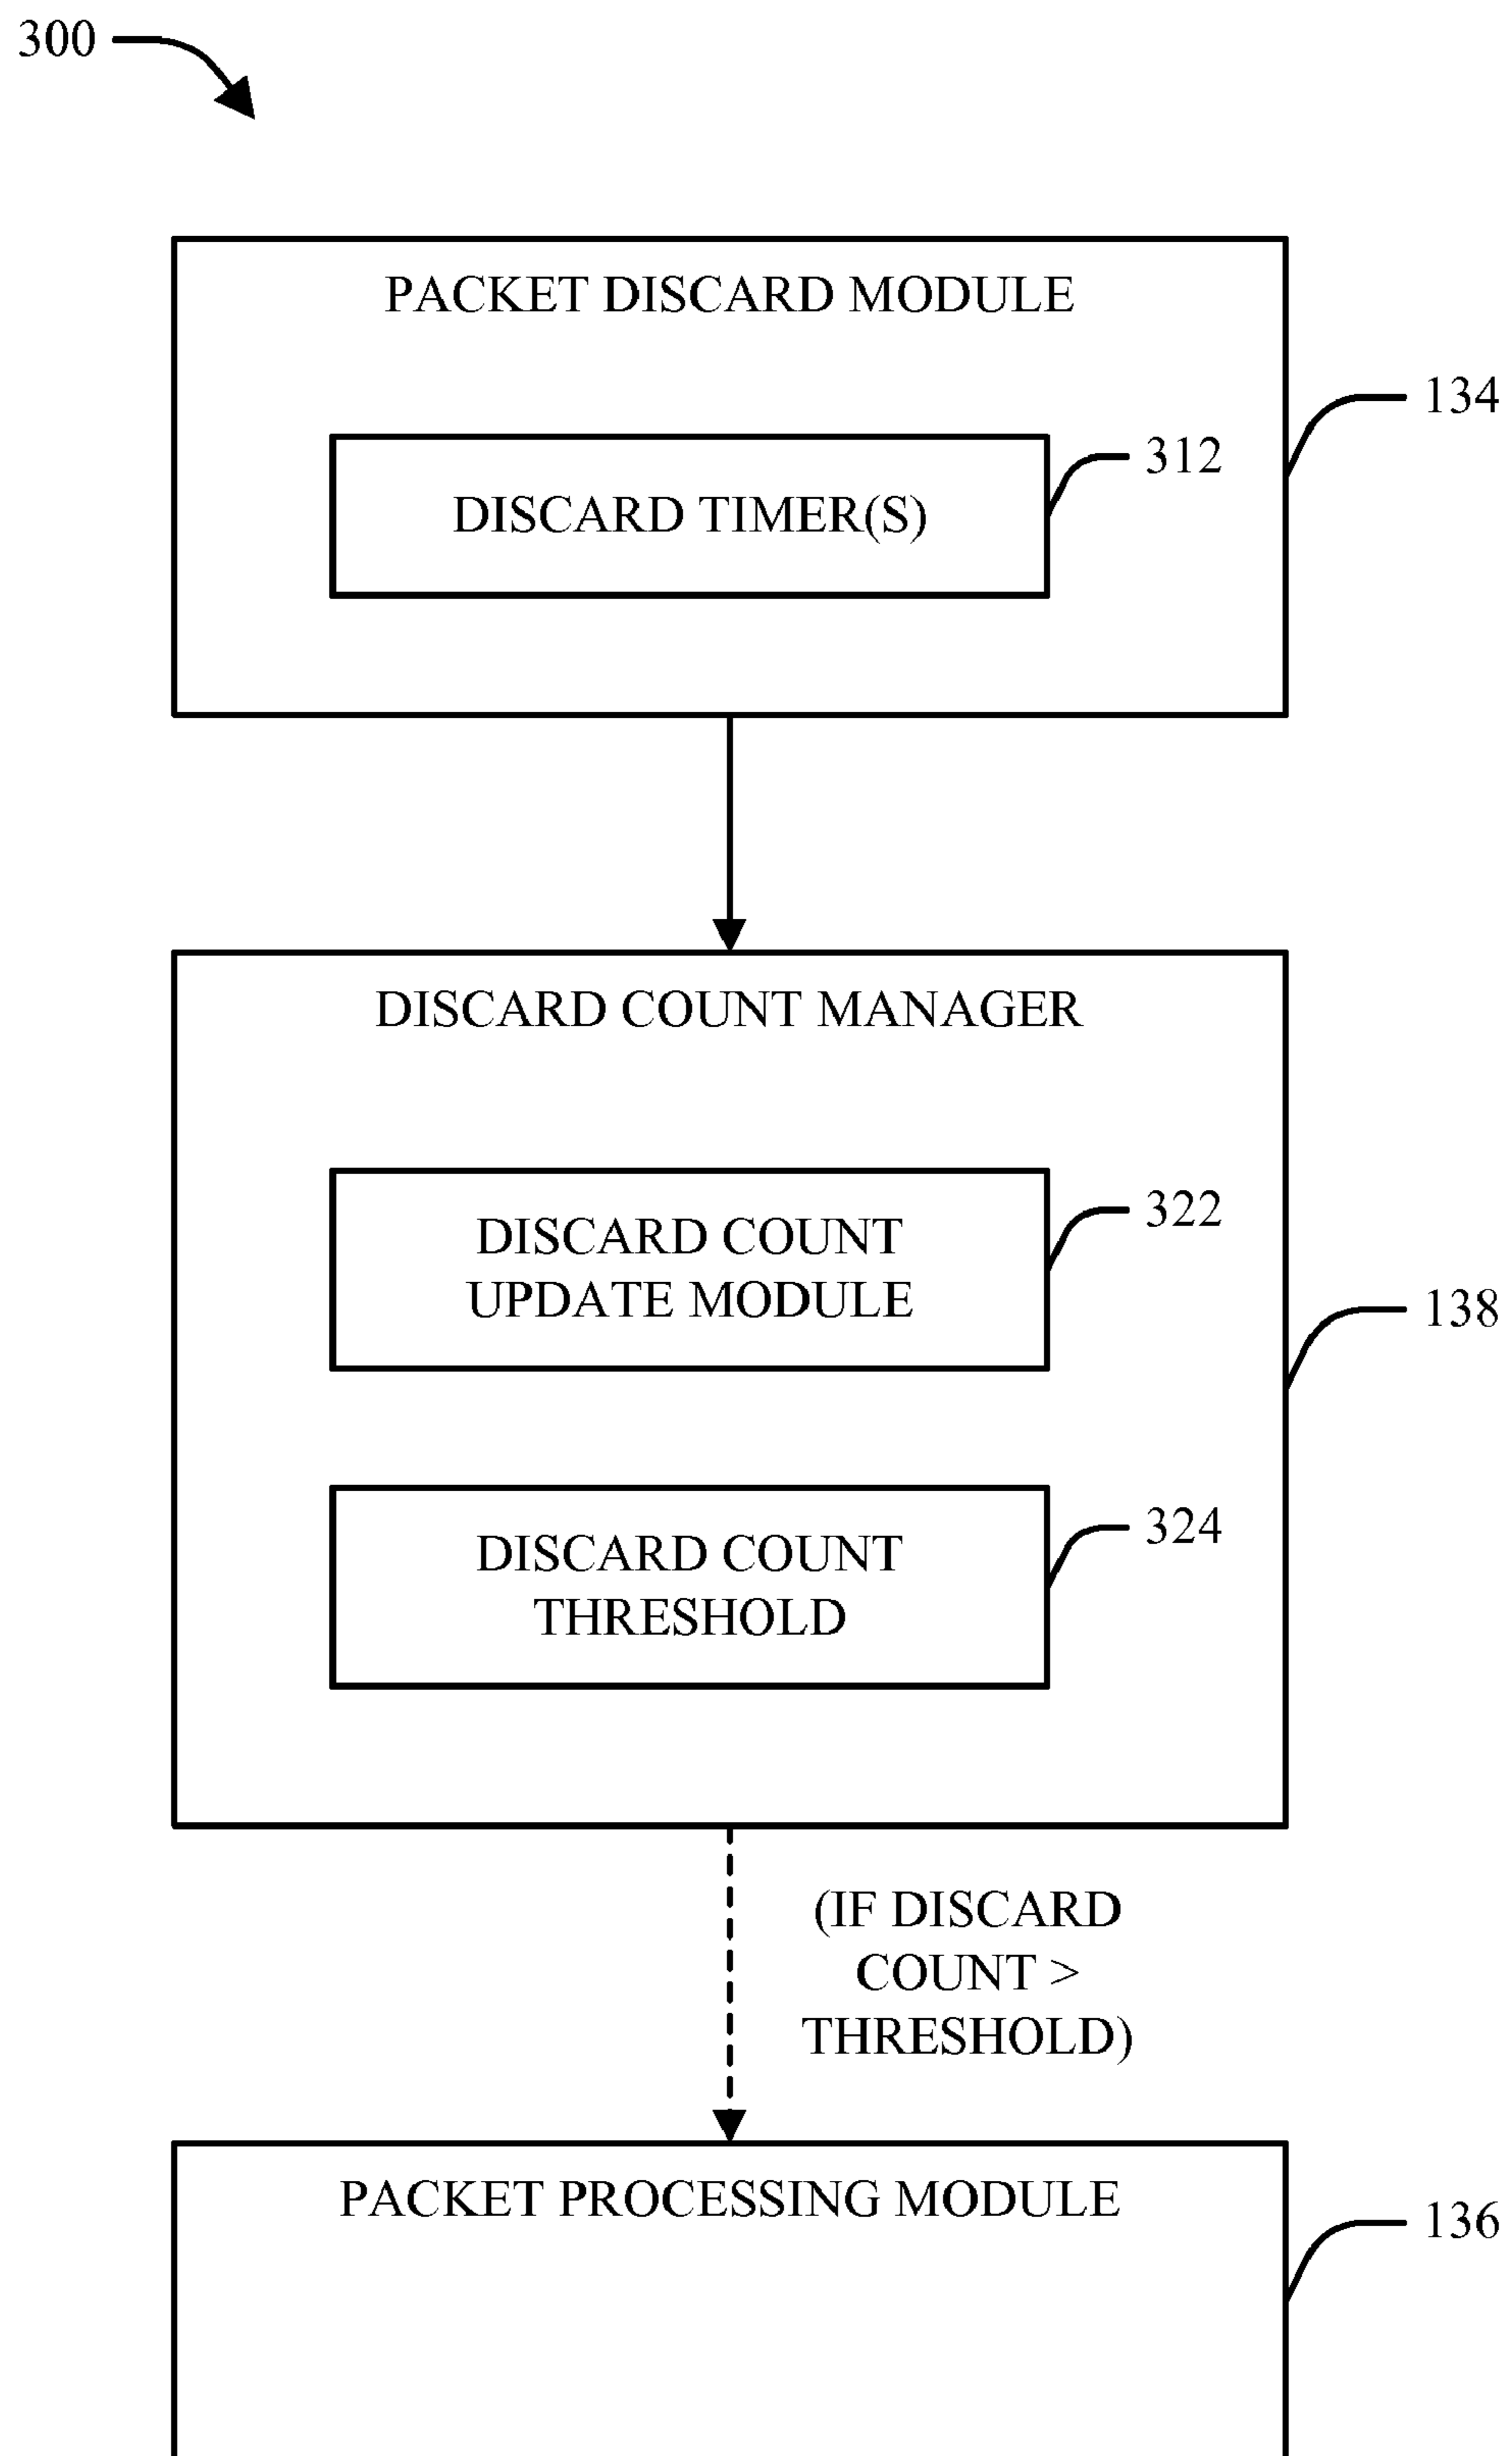 300
PACKET DISCARD MODULE
134
312
DISCARD TIMER(S)
DISCARD COUNT MANAGER
322
DISCARD COUNT
UPDATE MODULE
138
324
DISCARD COUNT
THRESHOLD
(IF DISCARD
COUNT >
THRESHOLD)
PACKET PROCESSING MODULE
136